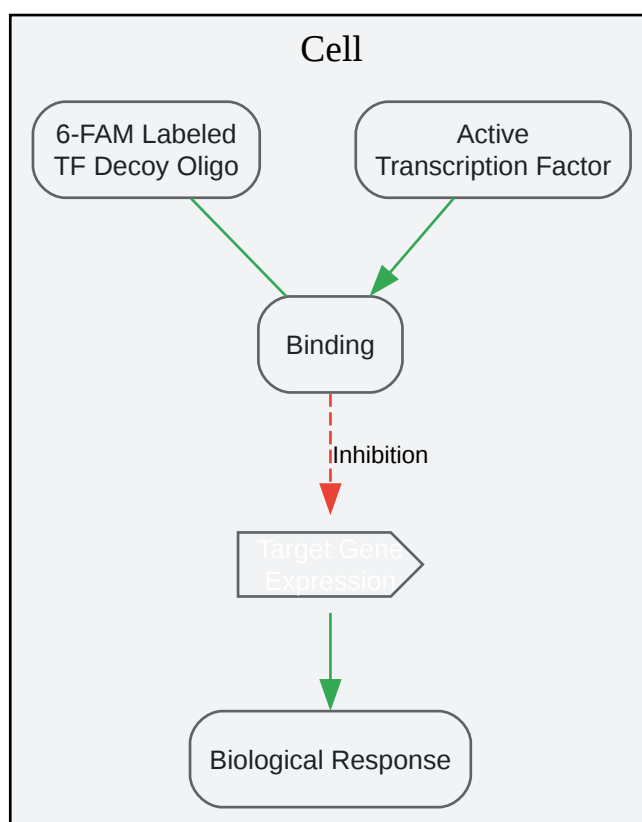 Cell
6-FAM Labeled
TF Decoy Oligo
Active
Transcription Factor
Binding
Inhibition
Target Gene
Expression
Biological Response